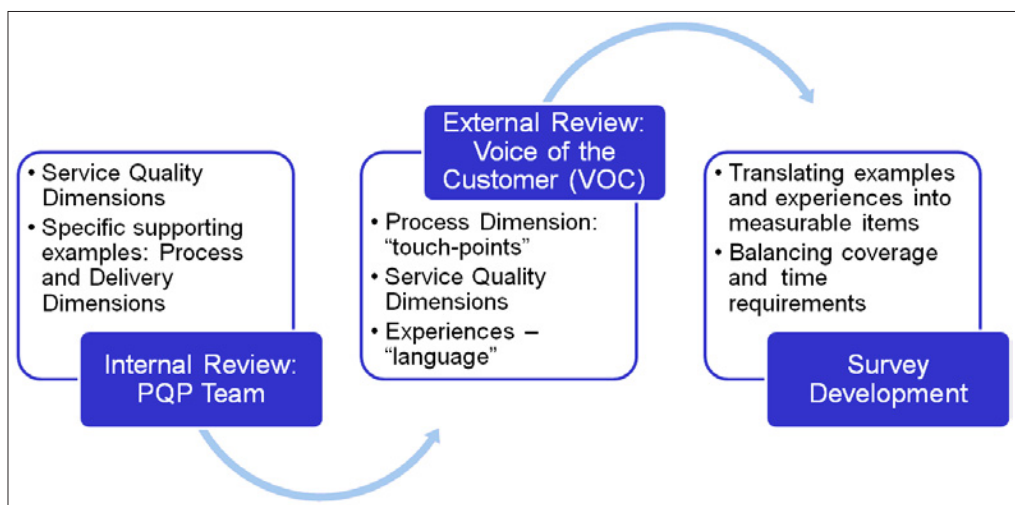 • Service Quality
Dimensions
• Specific supporting
examples: Process
and Delivery
Dimensions
Internal Review:
PQP Team
External Review:
Voice of the
Customer (VOC)
• Process Dimension:
“touch-points”
• Service Quality
Dimensions
• Experiences –
“language”
• Translating examples
and experiences into
measurable items
• Balancing coverage
and time
requirements
Survey
Development